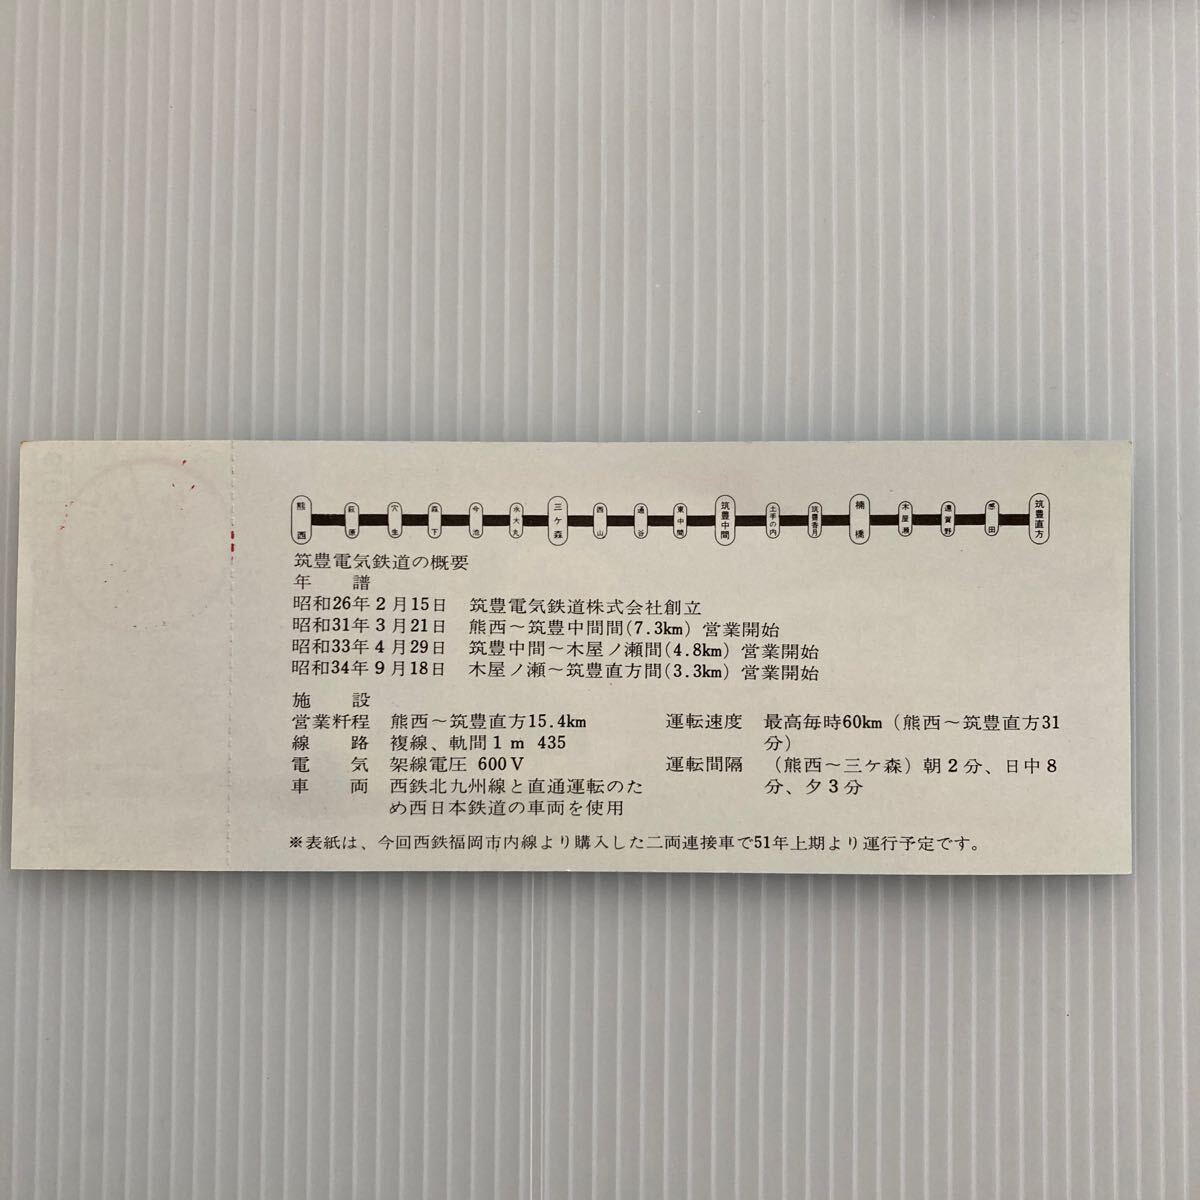 熊西 萩原 穴生 森下 今池 永犬丸 三ケ森 西山 通谷 東中間 筑豊中間 土手の内 筑豊香月 楠橋 木屋瀬 遠賀野 感田 筑豊直方
筑豊電気鉄道の概要
年　譜
昭和26年2月15日　筑豊電気鉄道株式会社創立
昭和31年3月21日　熊西～筑豊中間間(7.3km)営業開始
昭和33年4月29日　筑豊中間～木屋ノ瀬間(4.8km)営業開始
昭和34年9月18日　木屋ノ瀬～筑豊直方間(3.3km)営業開始
施　設
営業粁程　熊西～筑豊直方15.4km
線　路　複線、軌間1m 435
電　気　架線電圧 600V
車　両　西鉄北九州線と直通運転のた
め西日本鉄道の車両を使用
運転速度　最高毎時60km（熊西～筑豊直方31
分）
運転間隔　（熊西～三ケ森）朝2分、日中8
分、夕3分
※表紙は、今回西鉄福岡市内線より購入した二両連接車で51年上期より運行予定です。